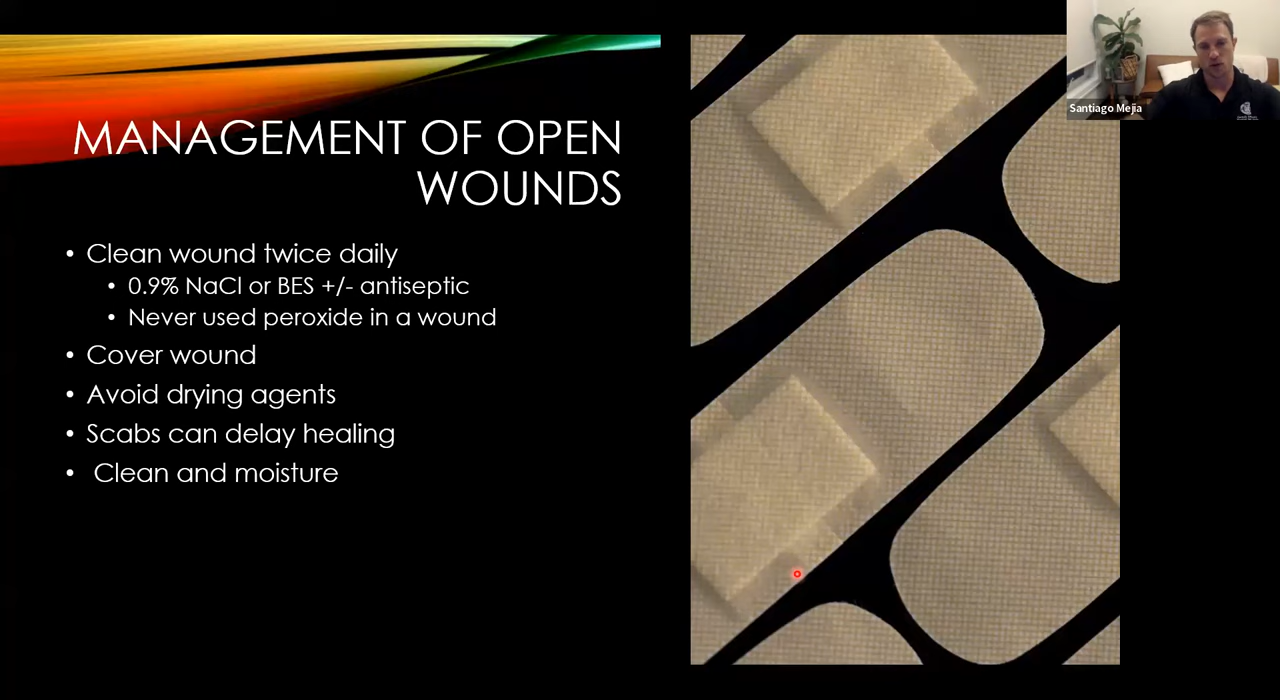 MANAGEMENT OF OPEN
WOUNDS
• Clean wound twice daily
• 0.9% NaCl or BES +/- antiseptic
• Never used peroxide in a wound
• Cover wound
• Avoid drying agents
• Scabs can delay healing
• Clean and moisture
Santiago Mejia